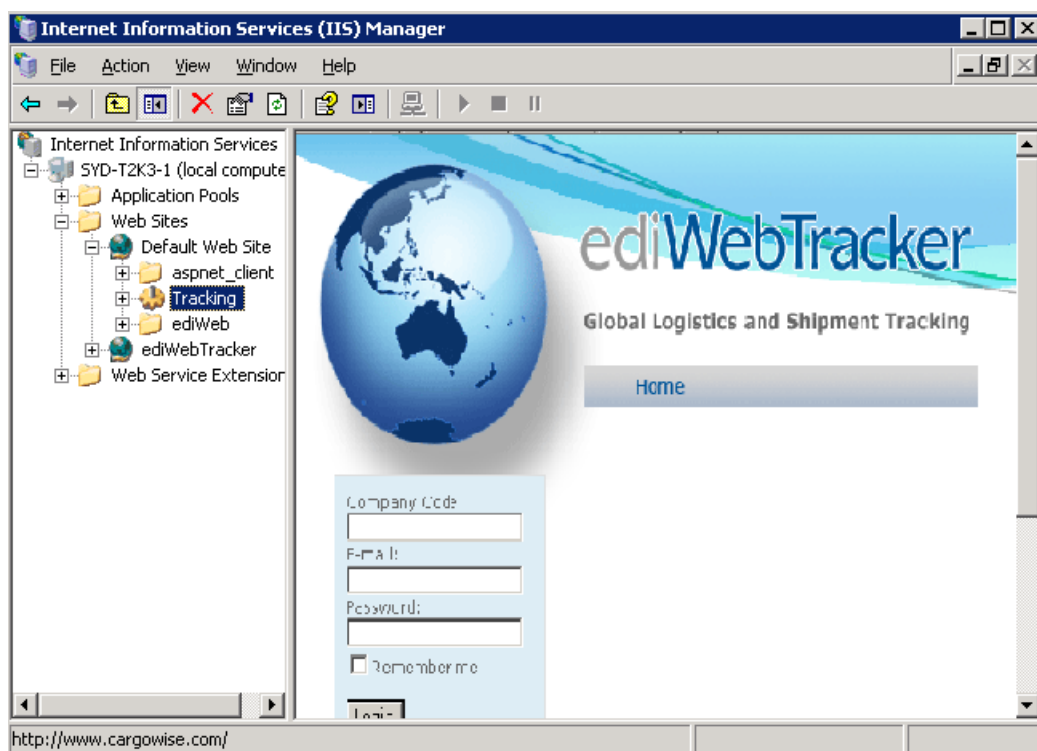 Internet Information Services (IIS) Manager
File Action View Window Help
Internet Information Services
SYD-T2K3-1 (local compute
Application Pools
Web Sites
Default Web Site
aspnet_client
Tracking
ediWeb
ediWebTracker
Web Service Extension
ediWebTracker
Global Logistics and Shipment Tracking
Home
Company Code
E-mail:
Password:
Remember me
Login
http://www.cargowise.com/